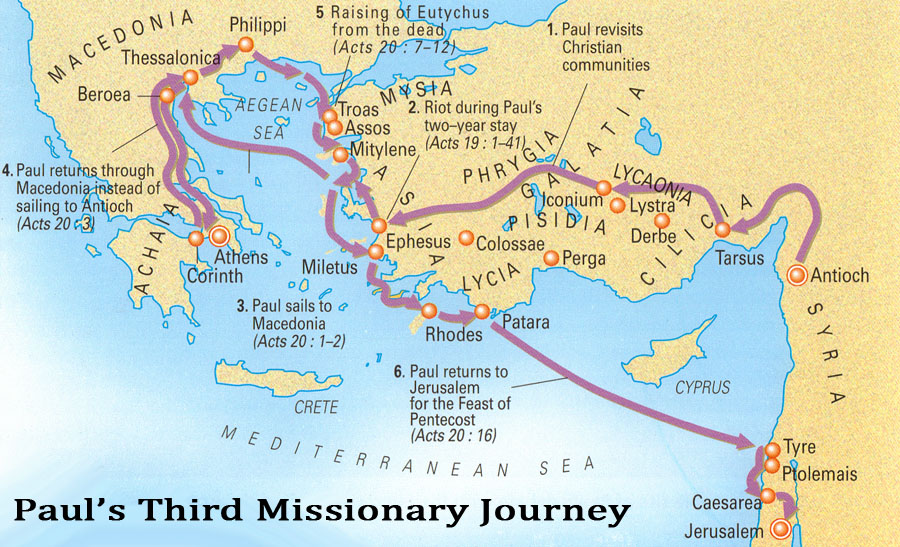 MACEDONIA
Philippi
Thessalonica
Beroea
5 Raising of Eutychus
from the dead
(Acts 20 : 7–12)
1. Paul revisits
Christian
communities
AEGEAN
SEA
Troas
Assos
Mitylene
MYSIA
2. Riot during Paul's
two–year stay
(Acts 19 : 1–41)
ASIA
PHRYGIA
GALATIA
LYCAONIA
Iconium
Lystra
Derbe
PISIDIA
CILICIA
Tarsus
Antioch
SYRIA
4. Paul returns through
Macedonia instead of
sailing to Antioch
(Acts 20 : 3)
ACHAIA
Athens
Corinth
Ephesus
Miletus
Colossae
Perga
LYCIA
3. Paul sails to
Macedonia
(Acts 20 : 1–2)
Rhodes
Patara
6. Paul returns to
Jerusalem
for the Feast of
Pentecost
(Acts 20 : 16)
CYPRUS
CRETE
MEDITERRANEAN SEA
Tyre
Ptolemais
Caesarea
Jerusalem
Paul's Third Missionary Journey